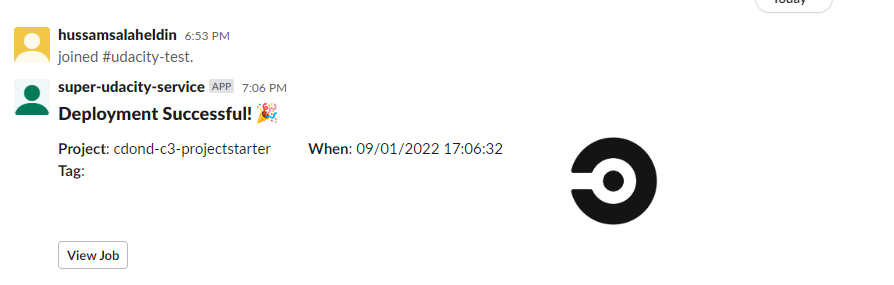 Today
hussamsalaheldin 6:53 PM
joined #udacity-test.
super-udacity-service APP 7:06 PM
Deployment Successful! 🎉
Project: cdond-c3-projectstarter When: 09/01/2022 17:06:32
Tag:
View Job